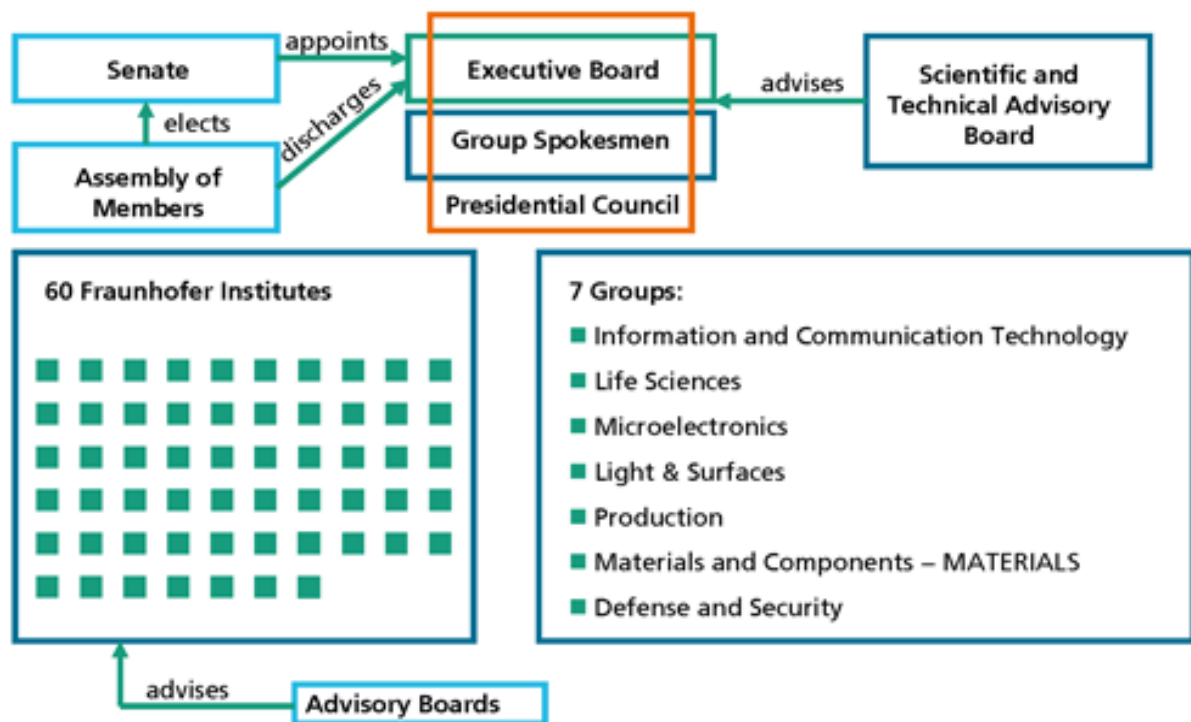 Senate
appoints
Executive Board
advises
Scientific and
Technical Advisory
Board
elects
discharges
Group Spokesmen
Assembly of
Members
Presidential Council
60 Fraunhofer Institutes
7 Groups:
Information and Communication Technology
Life Sciences
Microelectronics
Light & Surfaces
Production
Materials and Components – MATERIALS
Defense and Security
advises
Advisory Boards